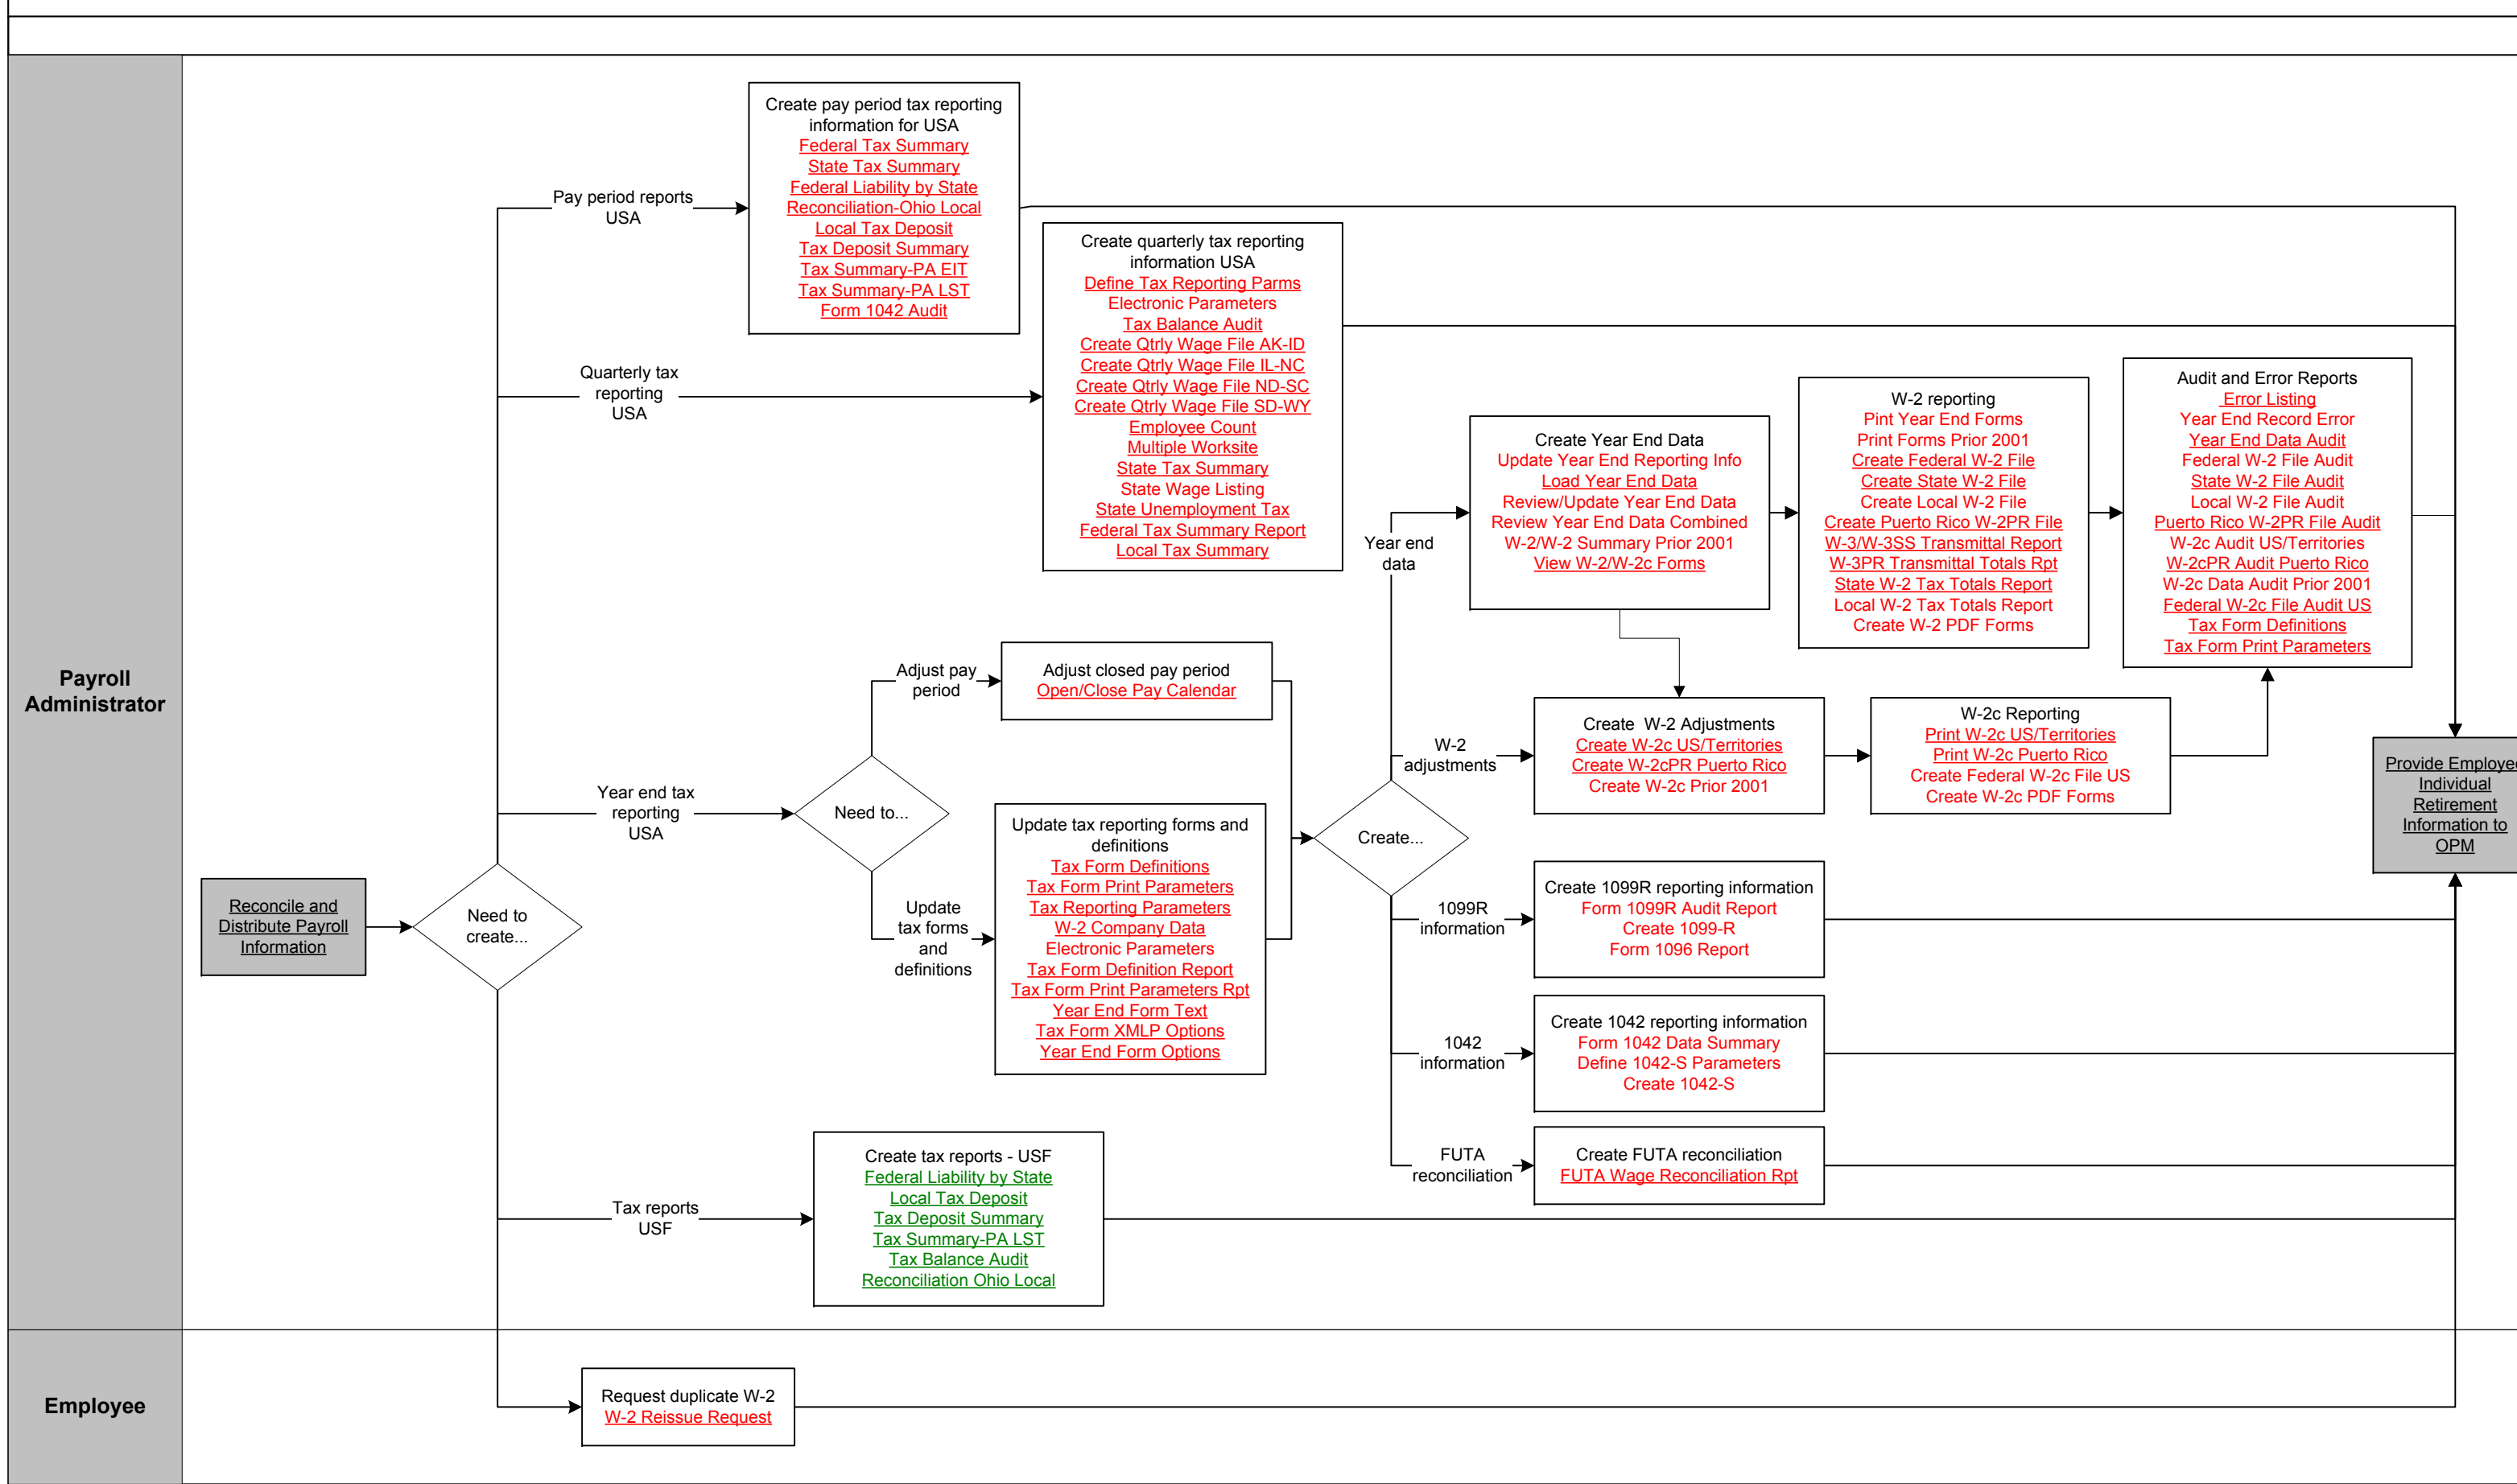 Payroll
Administrator
Reconcile and
Distribute Payroll
Information
Need to
create...
Pay period reports
USA
Create pay period tax reporting
information for USA
Federal Tax Summary
State Tax Summary
Federal Liability by State
Reconciliation-Ohio Local
Local Tax Deposit
Tax Deposit Summary
Tax Summary-PA EIT
Tax Summary-PA LST
Form 1042 Audit
Quarterly tax
reporting
USA
Create quarterly tax reporting
information USA
Define Tax Reporting Parms
Electronic Parameters
Tax Balance Audit
Create Qtrly Wage File AK-ID
Create Qtrly Wage File IL-NC
Create Qtrly Wage File ND-SC
Create Qtrly Wage File SD-WY
Employee Count
Multiple Worksite
State Tax Summary
State Wage Listing
State Unemployment Tax
Federal Tax Summary Report
Local Tax Summary
Year end tax
reporting
USA
Need to...
Adjust pay
period
Adjust closed pay period
Open/Close Pay Calendar
Update
tax forms
and
definitions
Update tax reporting forms and
definitions
Tax Form Definitions
Tax Form Print Parameters
Tax Reporting Parameters
W-2 Company Data
Electronic Parameters
Tax Form Definition Report
Tax Form Print Parameters Rpt
Year End Form Text
Tax Form XMLP Options
Year End Form Options
Create...
Year end
data
Create Year End Data
Update Year End Reporting Info
Load Year End Data
Review/Update Year End Data
Review Year End Data Combined
W-2/W-2 Summary Prior 2001
View W-2/W-2c Forms
W-2 reporting
Pint Year End Forms
Print Forms Prior 2001
Create Federal W-2 File
Create State W-2 File
Create Local W-2 File
Create Puerto Rico W-2PR File
W-3/W-3SS Transmittal Report
W-3PR Transmittal Totals Rpt
State W-2 Tax Totals Report
Local W-2 Tax Totals Report
Create W-2 PDF Forms
Audit and Error Reports
Error Listing
Year End Record Error
Year End Data Audit
Federal W-2 File Audit
State W-2 File Audit
Local W-2 File Audit
Puerto Rico W-2PR File Audit
W-2c Audit US/Territories
W-2cPR Audit Puerto Rico
W-2c Data Audit Prior 2001
Federal W-2c File Audit US
Tax Form Definitions
Tax Form Print Parameters
W-2
adjustments
Create  W-2 Adjustments
Create W-2c US/Territories
Create W-2cPR Puerto Rico
Create W-2c Prior 2001
W-2c Reporting
Print W-2c US/Territories
Print W-2c Puerto Rico
Create Federal W-2c File US
Create W-2c PDF Forms
Provide Employee
Individual
Retirement
Information to
OPM
1099R
information
Create 1099R reporting information
Form 1099R Audit Report
Create 1099-R
Form 1096 Report
1042
information
Create 1042 reporting information
Form 1042 Data Summary
Define 1042-S Parameters
Create 1042-S
FUTA
reconciliation
Create FUTA reconciliation
FUTA Wage Reconciliation Rpt
Tax reports
USF
Create tax reports - USF
Federal Liability by State
Local Tax Deposit
Tax Deposit Summary
Tax Summary-PA LST
Tax Balance Audit
Reconciliation Ohio Local
Employee
Request duplicate W-2
W-2 Reissue Request